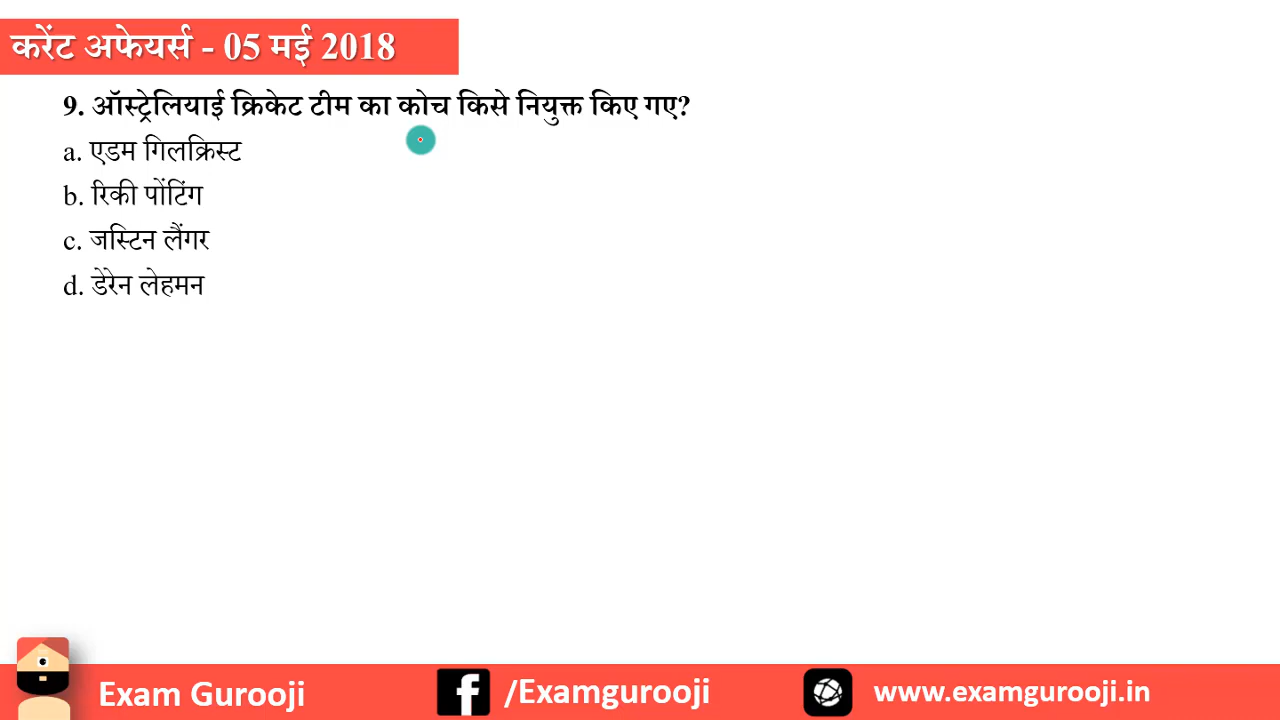 करेंट अफेयर्स - 05 मई 2018
9. ऑस्ट्रेलियाई क्रिकेट टीम का कोच किसे नियुक्त किए गए?
a. एडम गिलक्रिस्ट
b. रिकी पोंटिंग
c. जस्टिन लैंगर
d. डेरेन लेहमन
Exam Gurooji
/Examgurooji
www.examgurooji.in